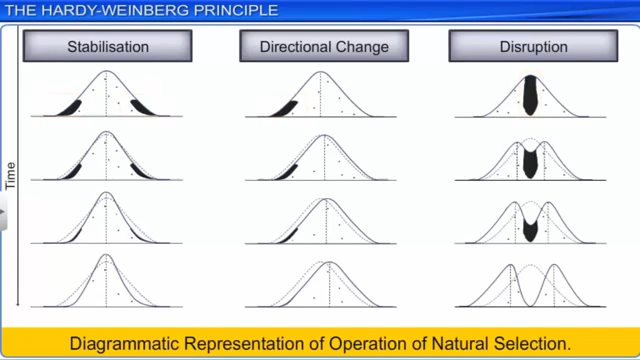 THE HARDY-WEINBERG PRINCIPLE
Stabilisation
Directional Change
Disruption
Time
Diagrammatic Representation of Operation of Natural Selection.